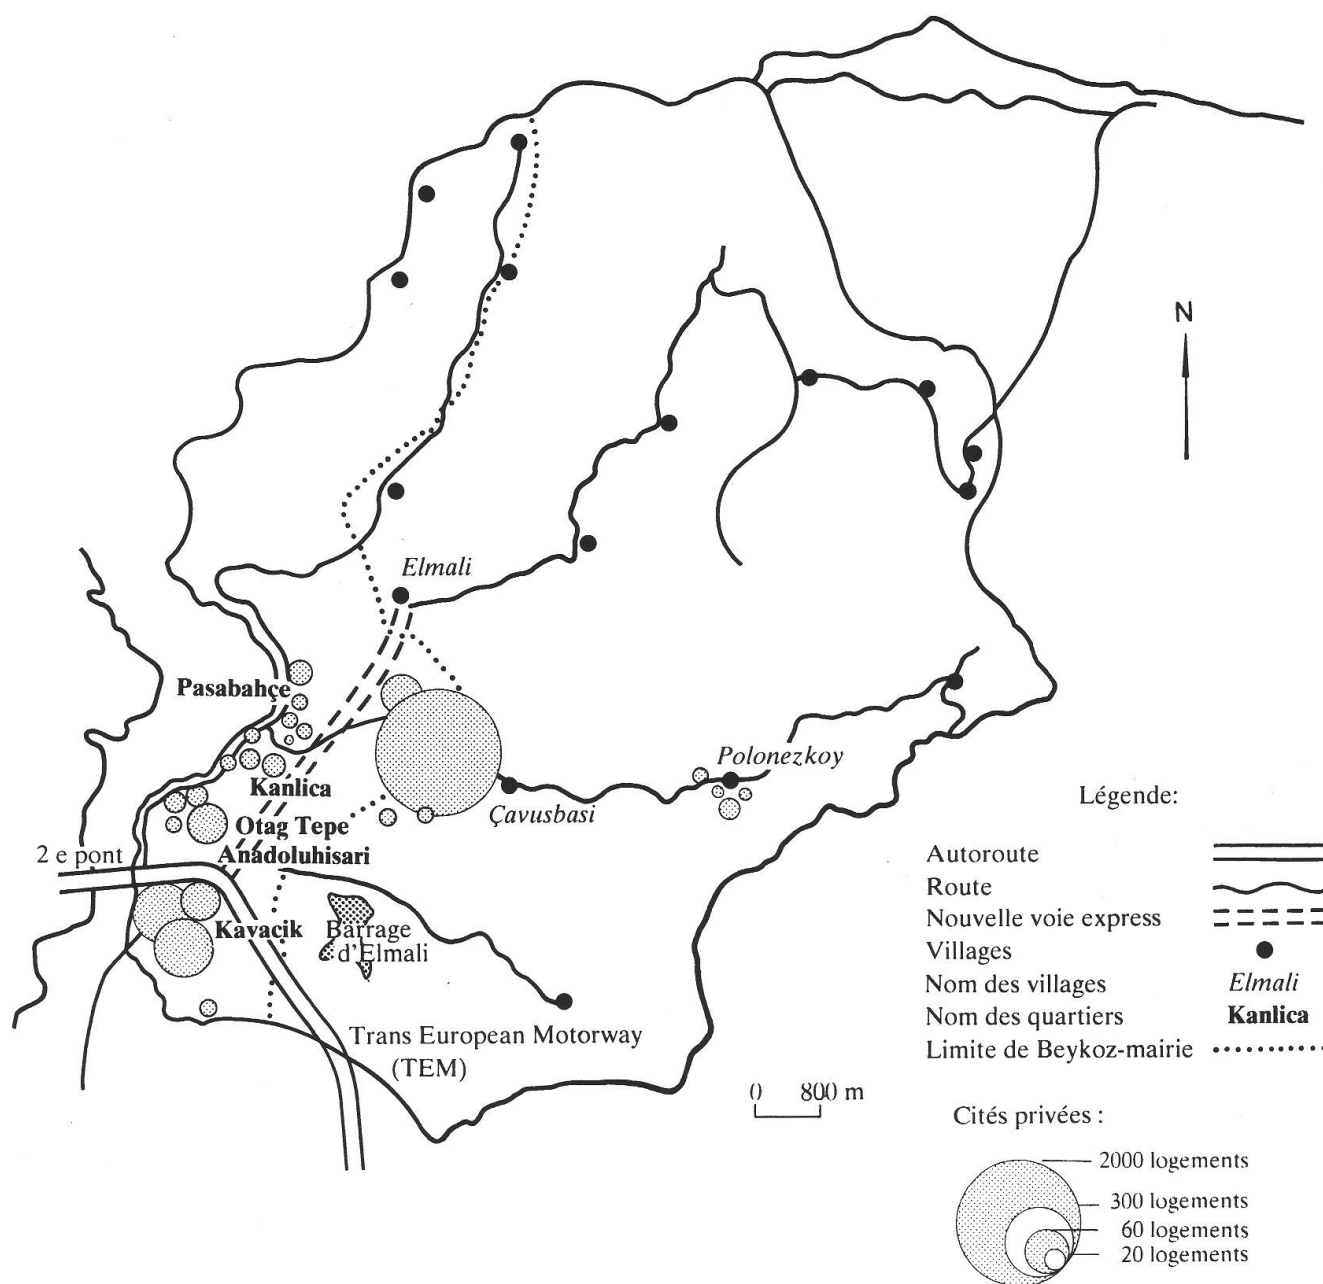 N
Elmali
Pasabahçe
Polonezkoy
Kanlica
Légende:
Çavusbasi
Otag Tepe
2 e pont
Anadoluhisari
Autoroute
Route
Nouvelle voie express
Kavacik
Barrage
d'Elmali
Villages
Nom des villages
Elmali
Nom des quartiers
Kanlica
Trans European Motorway
(TEM)
Limite de Beykoz-mairie
0 800 m
Cités privées :
2000 logements
300 logements
60 logements
20 logements